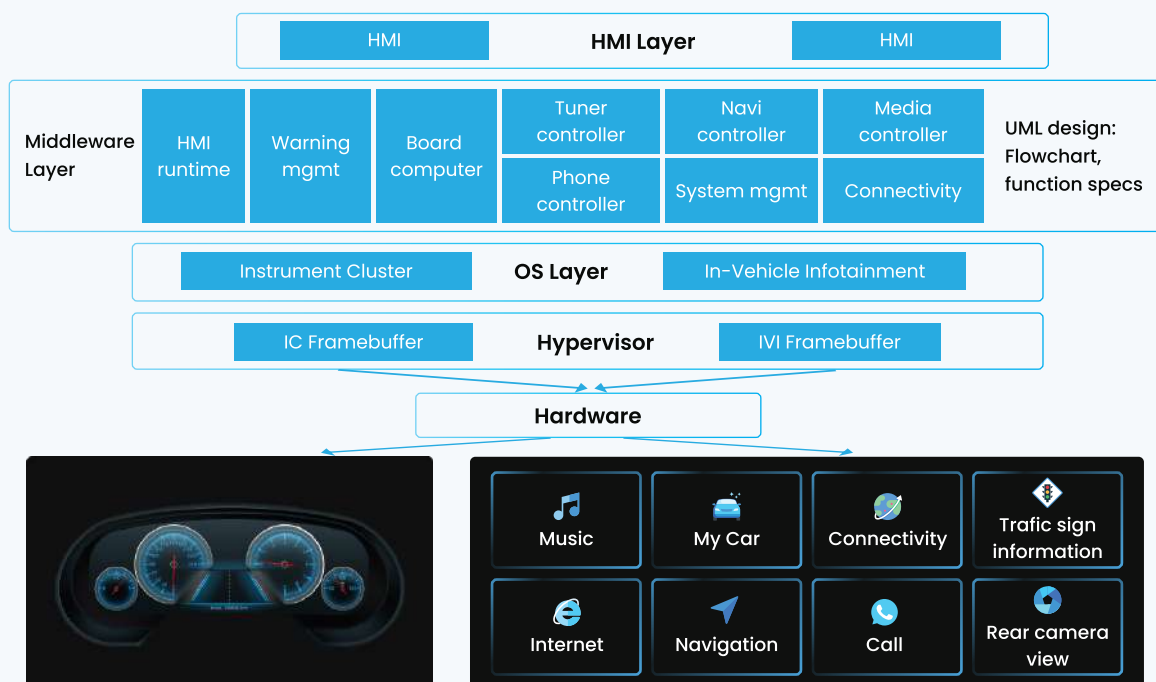 HMI
HMI Layer
HMI
Middleware
Layer
HMI
runtime
Warning
mgmt
Board
computer
Tuner
controller
Navi
controller
Media
controller
Phone
controller
System mgmt
Connectivity
UML design:
Flowchart,
function specs
Instrument Cluster
OS Layer
In-Vehicle Infotainment
IC Framebuffer
Hypervisor
IVI Framebuffer
Hardware
Music
My Car
Connectivity
Trafic sign
information
Internet
Navigation
Call
Rear camera
view